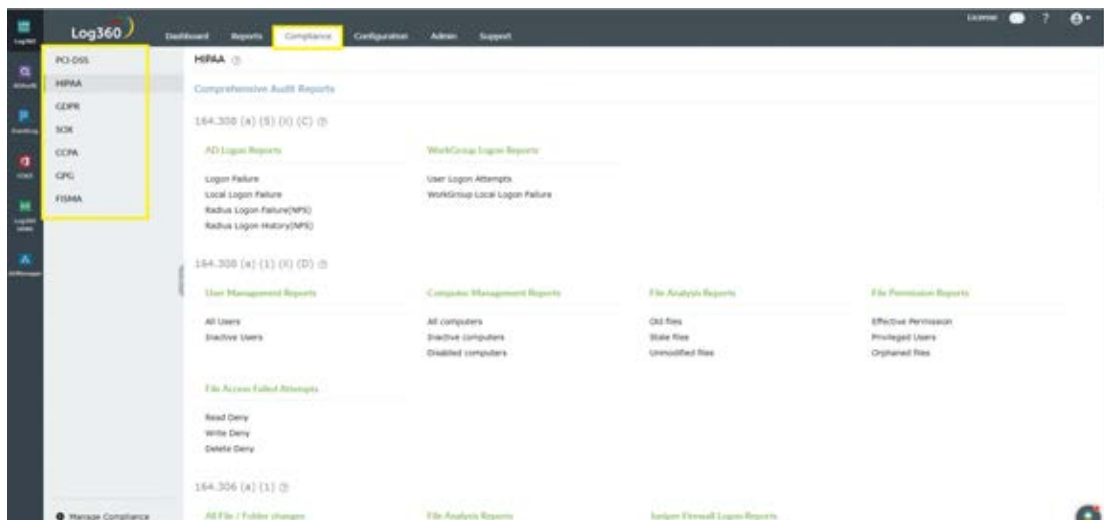 Log360
Dashboard Reports Compliance Configuration Admin Support
License ?
PCI-DSS
HIPAA
GDPR
SOX
CCPA
GPG
FISMA
Manage Compliance
HIPAA
Comprehensive Audit Reports
164.308 (a) (5) (ii) (C)
AD Logon Reports WorkGroup Logon Reports
Logon Failure User Logon Attempts
Local Logon Failure WorkGroup Local Logon Failure
Radius Logon Failure(NPS)
Radius Logon History(NPS)
164.308 (a) (1) (ii) (D)
User Management Reports Computer Management Reports File Analysis Reports File Permission Reports
All Users All computers Old files Effective Permission
Inactive Users Inactive computers Stale files Privileged Users
Disabled computers Unmodified files Orphaned files
File Access Failed Attempts
Read Deny
Write Deny
Delete Deny
164.306 (a) (1)
All File / Folder changes File Analysis Reports Juniper Firewall Logon Reports